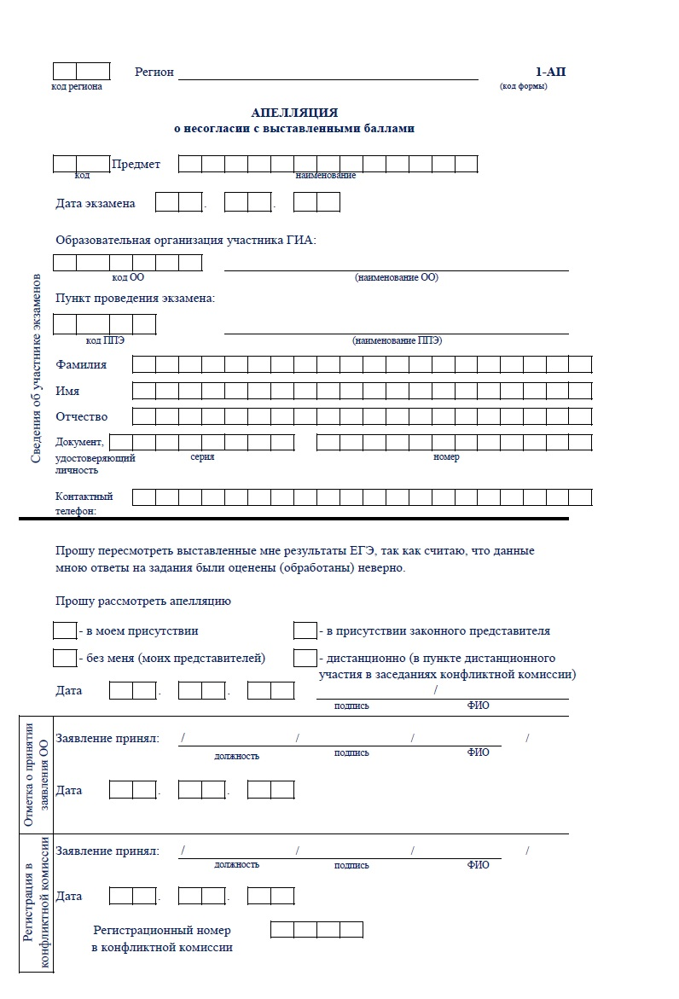 Регион
1-АП
код региона
(код формы)
АПЕЛЛЯЦИЯ
о несогласии с выставленными баллами
Предмет
код
наименование
Дата экзамена . .
Образовательная организация участника ГИА:
код ОО
(наименование ОО)
Пункт проведения экзамена:
код ППЭ
(наименование ППЭ)
Сведения об участнике экзаменов
Фамилия
Имя
Отчество
Документ,
удостоверяющий
личность
серия
номер
Контактный
телефон:
Прошу пересмотреть выставленные мне результаты ЕГЭ, так как считаю, что данные
мною ответы на задания были оценены (обработаны) неверно.
Прошу рассмотреть апелляцию
- в моем присутствии
- в присутствии законного представителя
- без меня (моих представителей)
- дистанционно (в пункте дистанционного
участия в заседаниях конфликтной комиссии)
Дата . . /
подпись
ФИО
Отметка о принятии
заявления ОО
Заявление принял: / / / /
должность
подпись
ФИО
Дата . .
Регистрация в
конфликтной комиссии
Заявление принял: / / / /
должность
подпись
ФИО
Дата . .
Регистрационный номер
в конфликтной комиссии